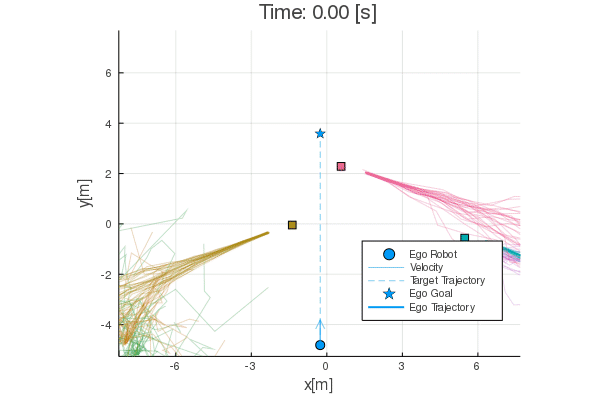 Time: 0.00 [s]
y[m]
6
4
2
0
-2
-4
Ego Robot
Velocity
Target Trajectory
Ego Goal
Ego Trajectory
-6 -3 0 3 6
x[m]